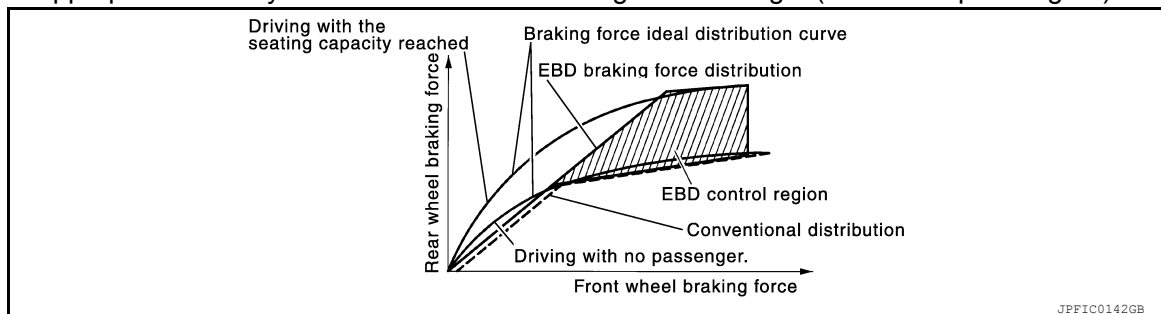 Driving with the
seating capacity reached
Braking force ideal distribution curve
EBD braking force distribution
Rear wheel braking force
EBD control region
Conventional distribution
Driving with no passenger.
Front wheel braking force
JPFIC0142GB